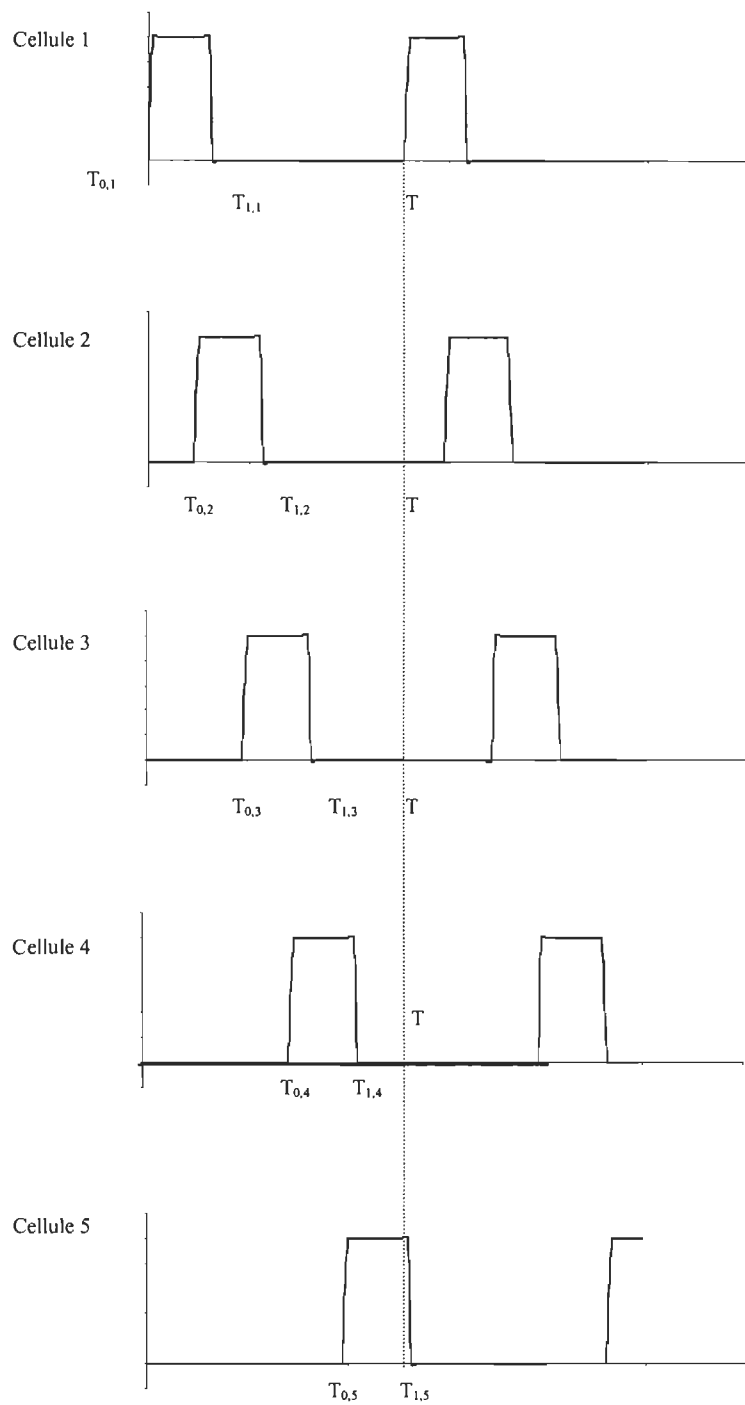 Cellule 1
T0,1
T1,1 T
Cellule 2
T0,2 T1,2 T
Cellule 3
T0,3 T1,3 T
Cellule 4
T
T0,4 T1,4
Cellule 5
T0,5 T1,5